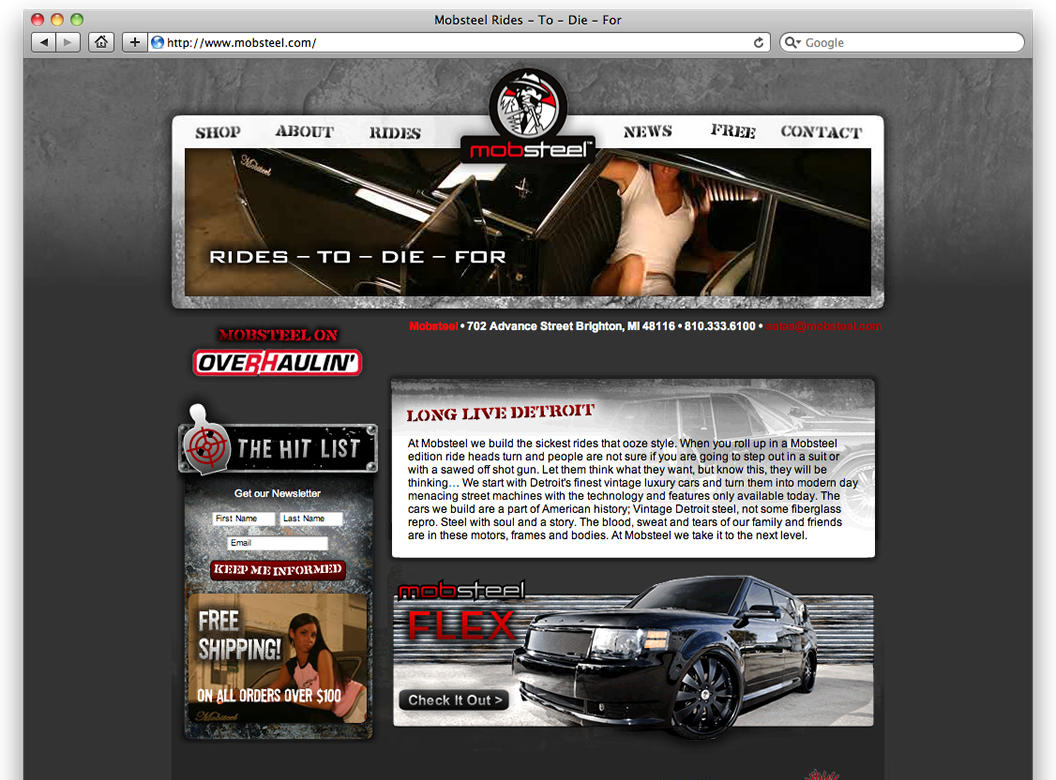 Mobsteel Rides – To – Die – For
http://www.mobsteel.com/
Google
SHOP ABOUT RIDES NEWS FREE CONTACT
mobsteel™
Mobsteel
RIDES – TO – DIE – FOR
Mobsteel • 702 Advance Street Brighton, MI 48116 • 810.333.6100 • sales@mobsteel.com
MOBSTEEL ON
OVERHAULIN'
LONG LIVE DETROIT
At Mobsteel we build the sickest rides that ooze style. When you roll up in a Mobsteel
edition ride heads turn and people are not sure if you are going to step out in a suit or
with a sawed off shot gun. Let them think what they want, but know this, they will be
thinking… We start with Detroit's finest vintage luxury cars and turn them into modern day
menacing street machines with the technology and features only available today. The
cars we build are a part of American history; Vintage Detroit steel, not some fiberglass
repro. Steel with soul and a story. The blood, sweat and tears of our family and friends
are in these motors, frames and bodies. At Mobsteel we take it to the next level.
THE HIT LIST
Get our Newsletter
First Name Last Name
Email
KEEP ME INFORMED
FREE
SHIPPING!
ON ALL ORDERS OVER $100
Mobsteel
mobsteel
FLEX
Check It Out >